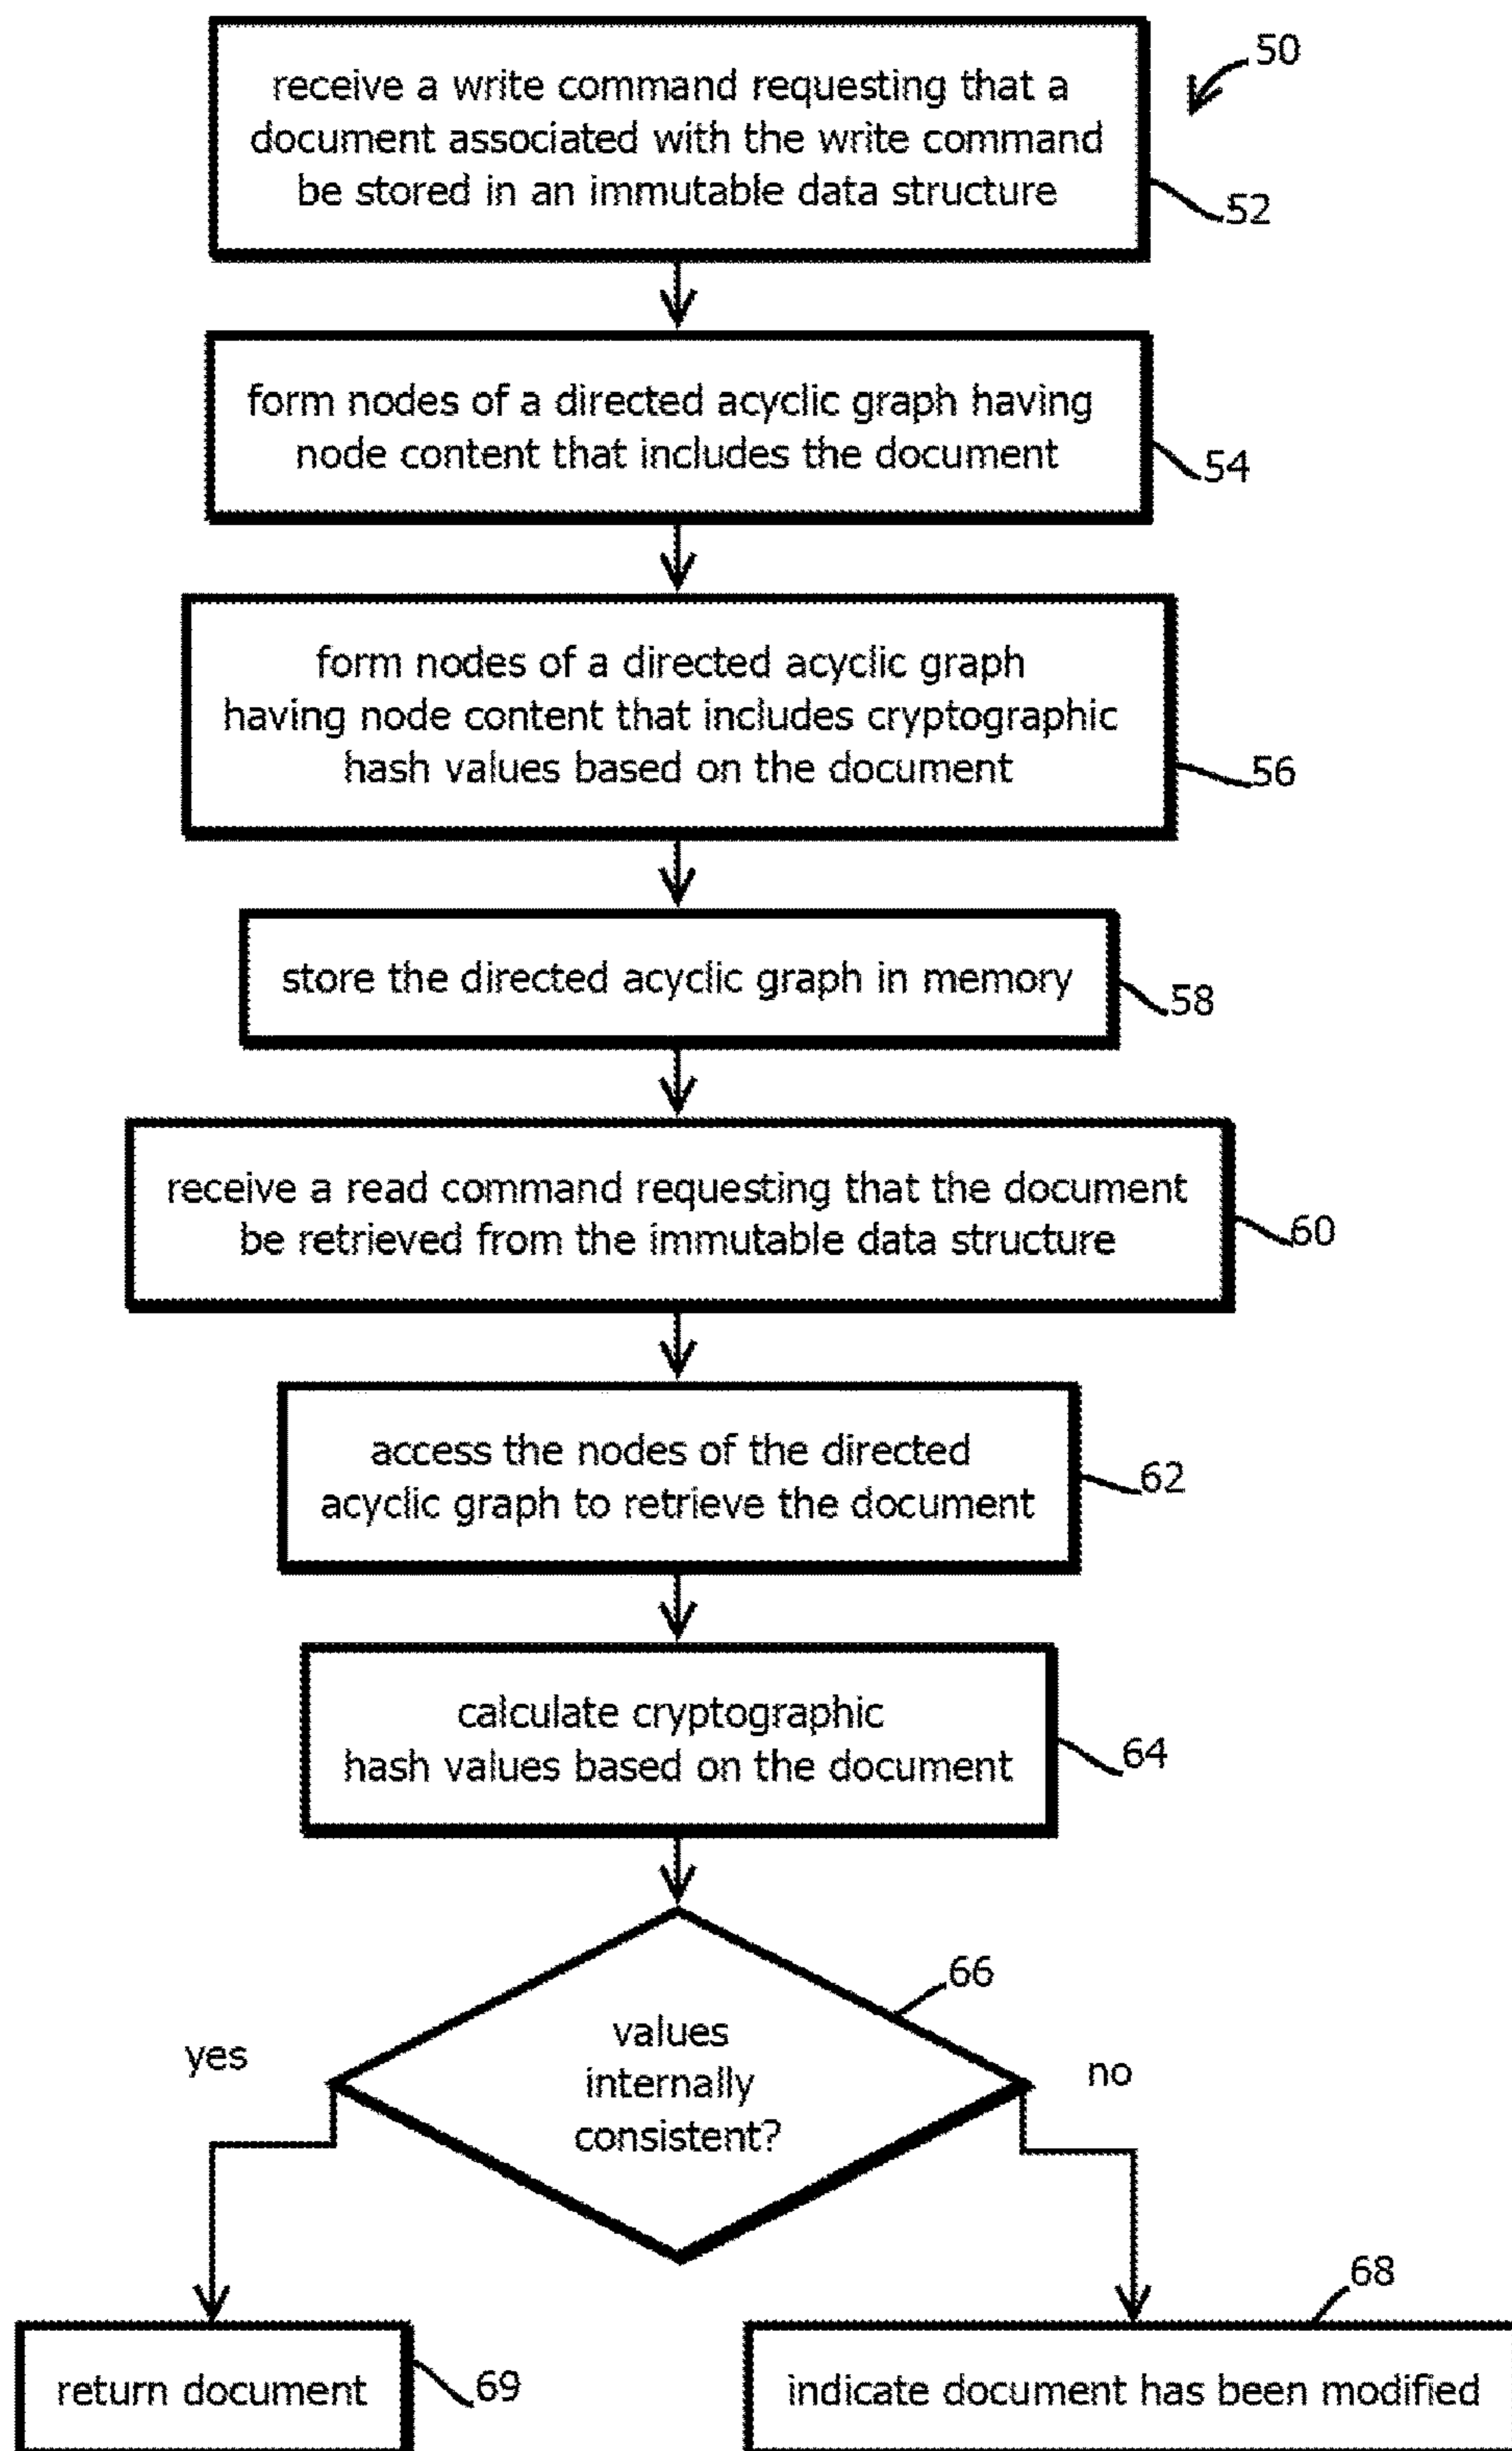 50
receive a write command requesting that a
document associated with the write command
be stored in an immutable data structure
52
form nodes of a directed acyclic graph having
node content that includes the document
54
form nodes of a directed acyclic graph
having node content that includes cryptographic
hash values based on the document
56
store the directed acyclic graph in memory
58
receive a read command requesting that the document
be retrieved from the immutable data structure
60
access the nodes of the directed
acyclic graph to retrieve the document
62
calculate cryptographic
hash values based on the document
64
66
values
internally
consistent?
yes
no
68
return document
69
indicate document has been modified